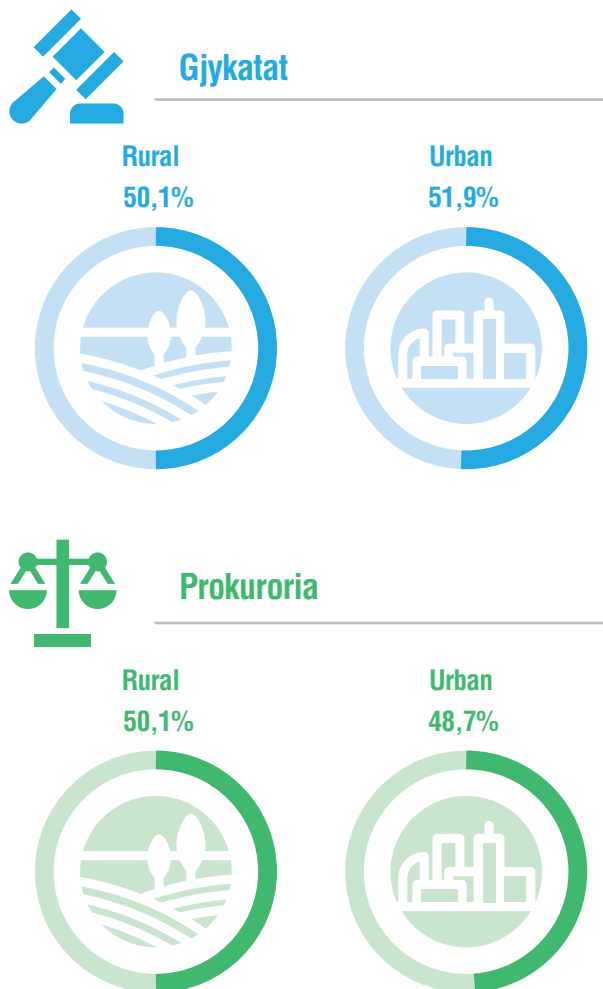 Gjykatat
Rural
50,1%
Urban
51,9%
Prokuroria
Rural
50,1%
Urban
48,7%